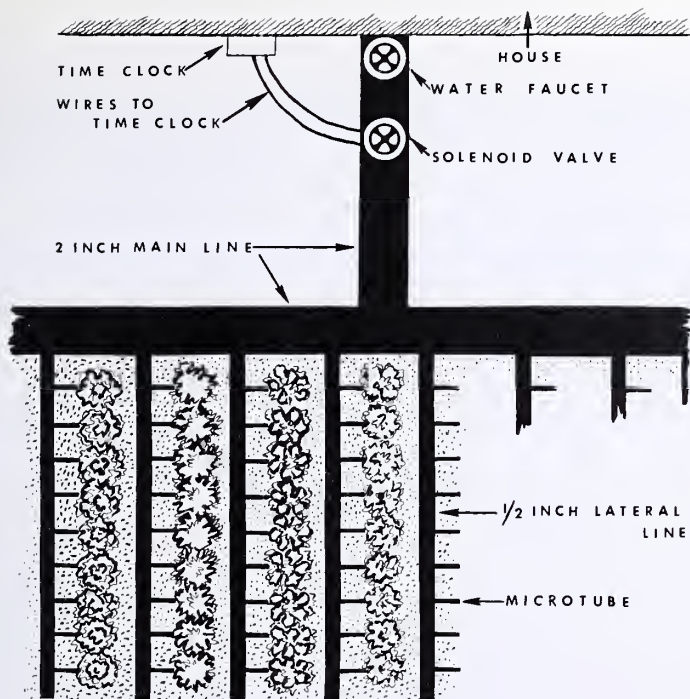 HOUSE
TIME CLOCK
WATER FAUCET
WIRES TO
TIME CLOCK
SOLENOID VALVE
2 INCH MAIN LINE
1/2 INCH LATERAL
LINE
MICROTUBE